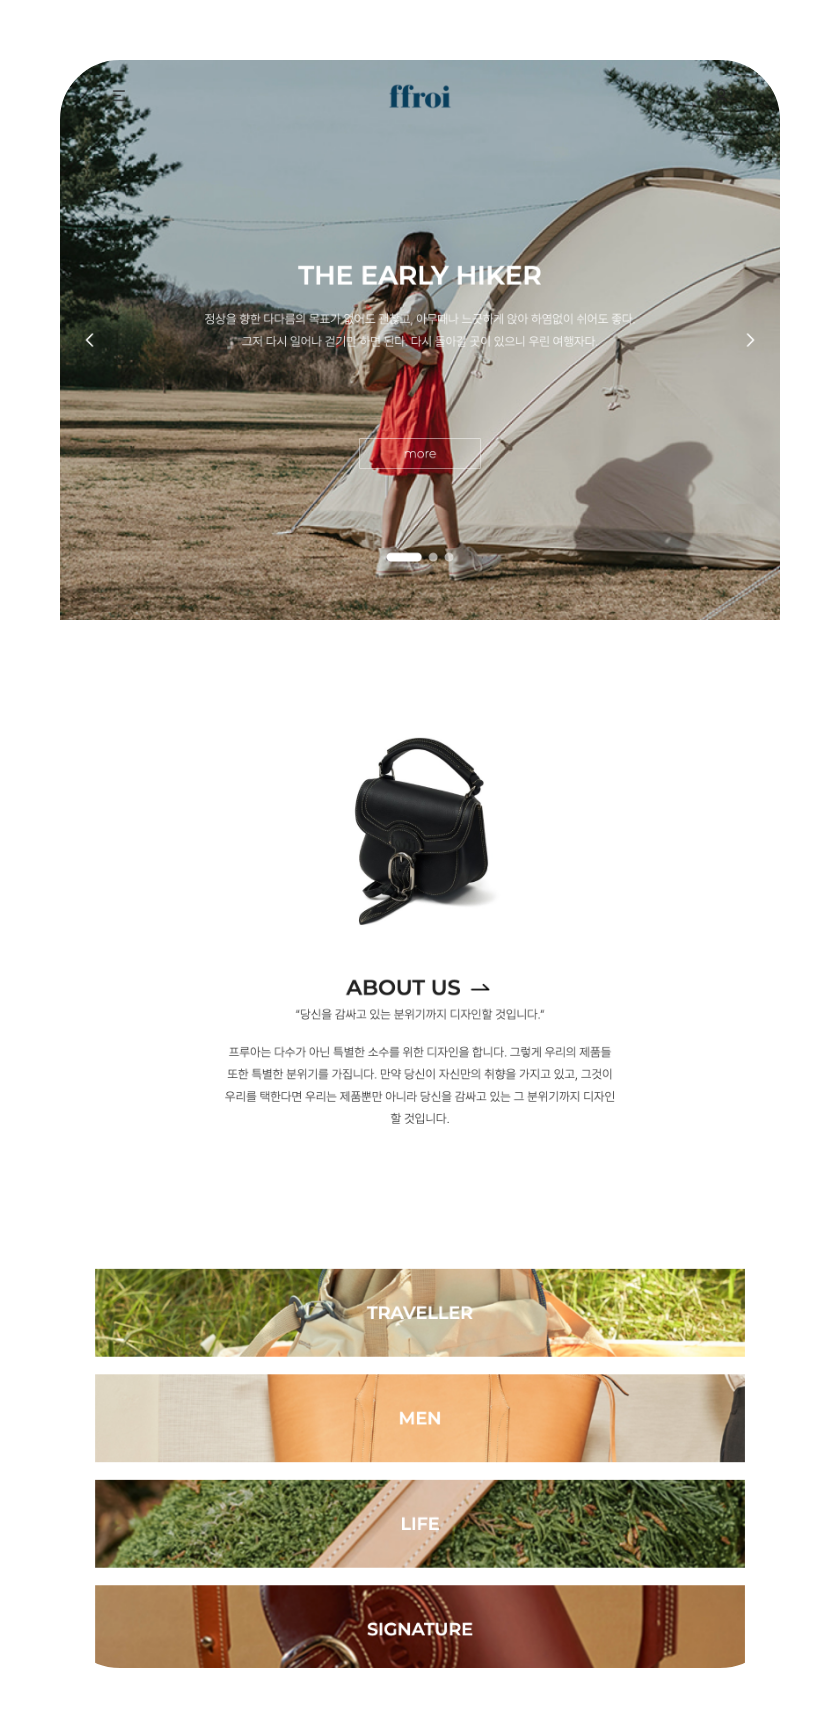 ffroi
THE EARLY HIKER
정상을 향한 다다름의 목표가 없어도 괜찮고, 아무때나 느긋하게 앉아 하염없이 쉬어도 좋다.
그저 다시 일어나 걷기만 하면 된다. 다시 돌아갈 곳이 있으니 우린 여행자다.
more
ABOUT US
“당신을 감싸고 있는 분위기까지 디자인할 것입니다.”
프루아는 다수가 아닌 특별한 소수를 위한 디자인을 합니다. 그렇게 우리의 제품들
또한 특별한 분위기를 가집니다. 만약 당신이 자신만의 취향을 가지고 있고, 그것이
우리를 택한다면 우리는 제품뿐만 아니라 당신을 감싸고 있는 그 분위기까지 디자인
할 것입니다.
TRAVELLER
MEN
LIFE
SIGNATURE